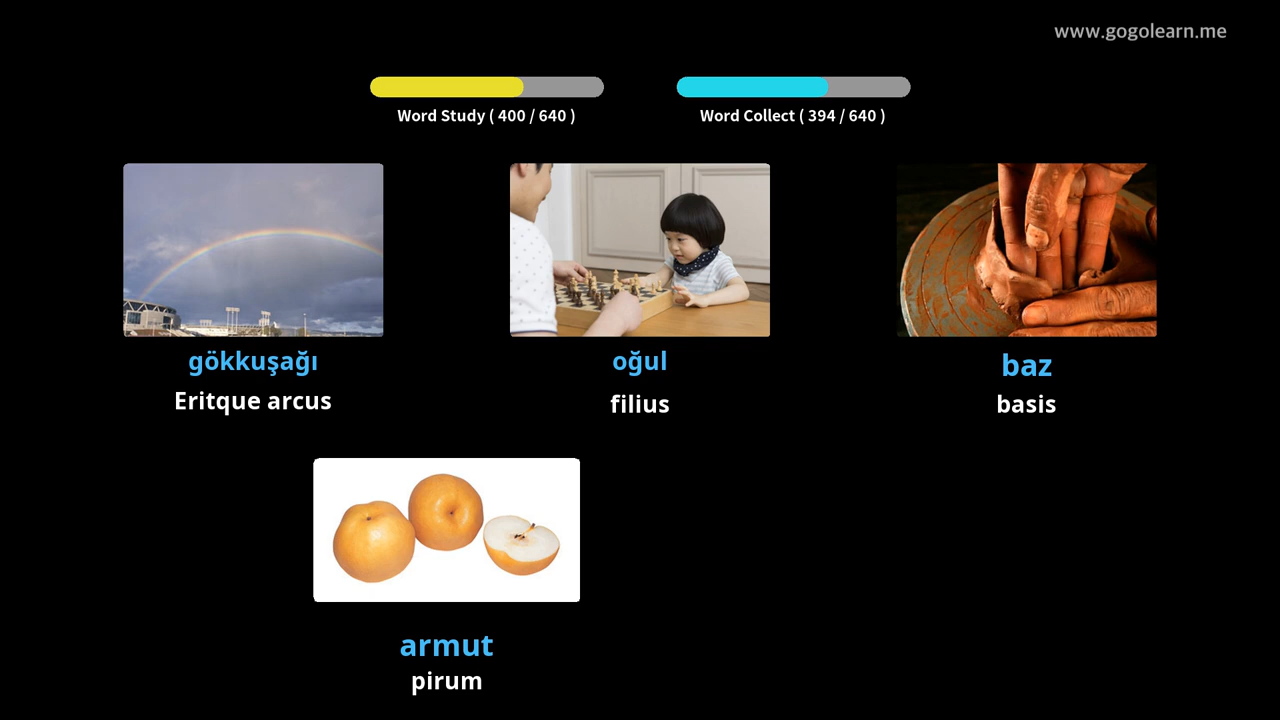 www.gogolearn.me
Word Study ( 400 / 640 )
Word Collect ( 394 / 640 )
gökkuşağı
Eritque arcus
oğul
filius
baz
basis
armut
pirum